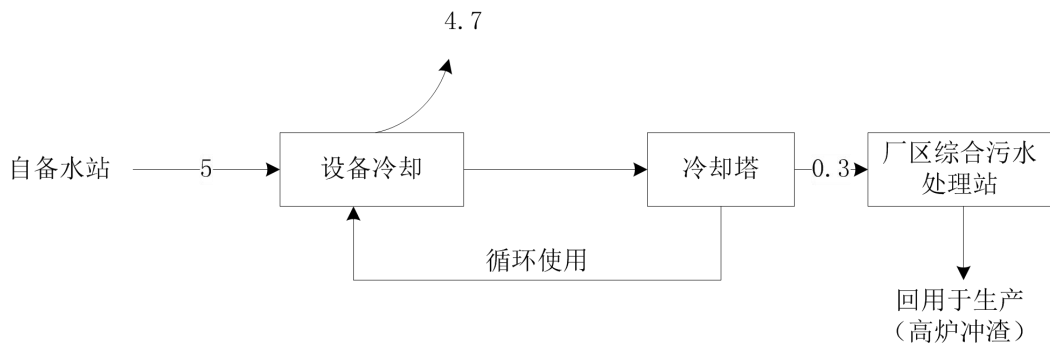 4.7
自备水站
5
设备冷却
冷却塔
0.3
厂区综合污水
处理站
循环使用
回用于生产
（高炉冲渣）